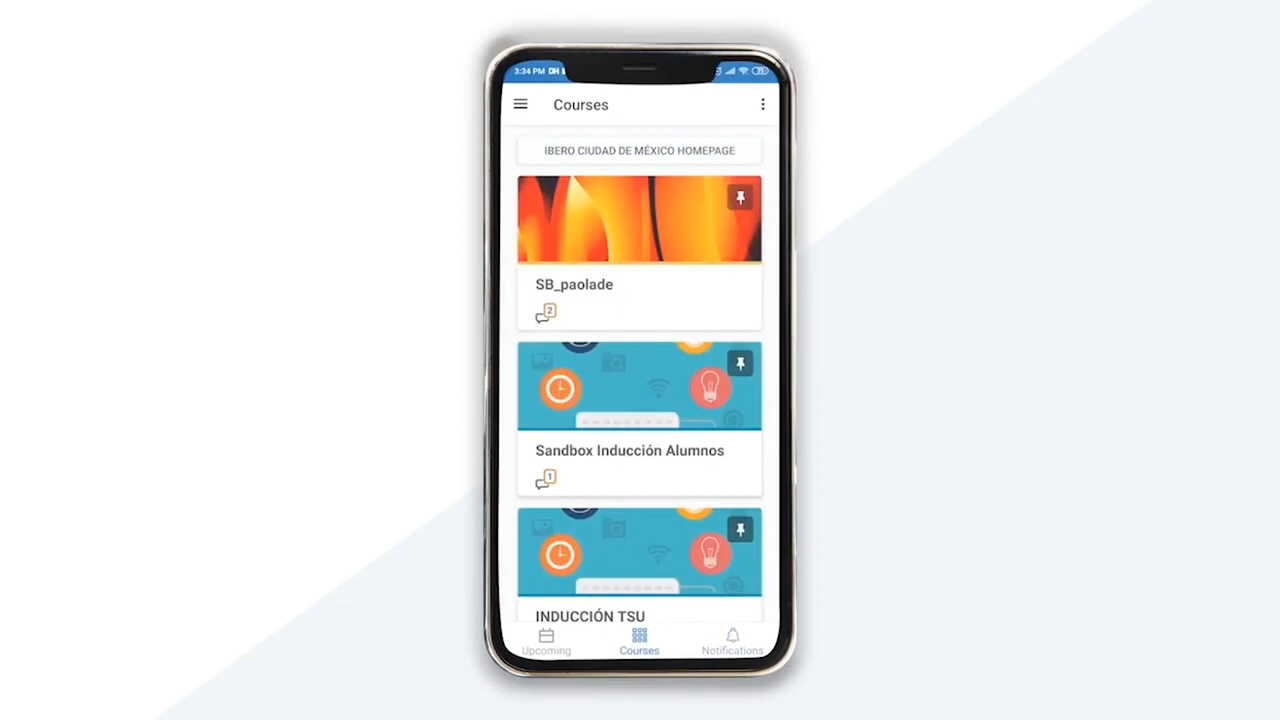 3:34 PM DH
Courses
IBERO CIUDAD DE MÉXICO HOMEPAGE
SB_paolade
2
Sandbox Inducción Alumnos
1
INDUCCIÓN TSU
Upcoming
Courses
Notifications